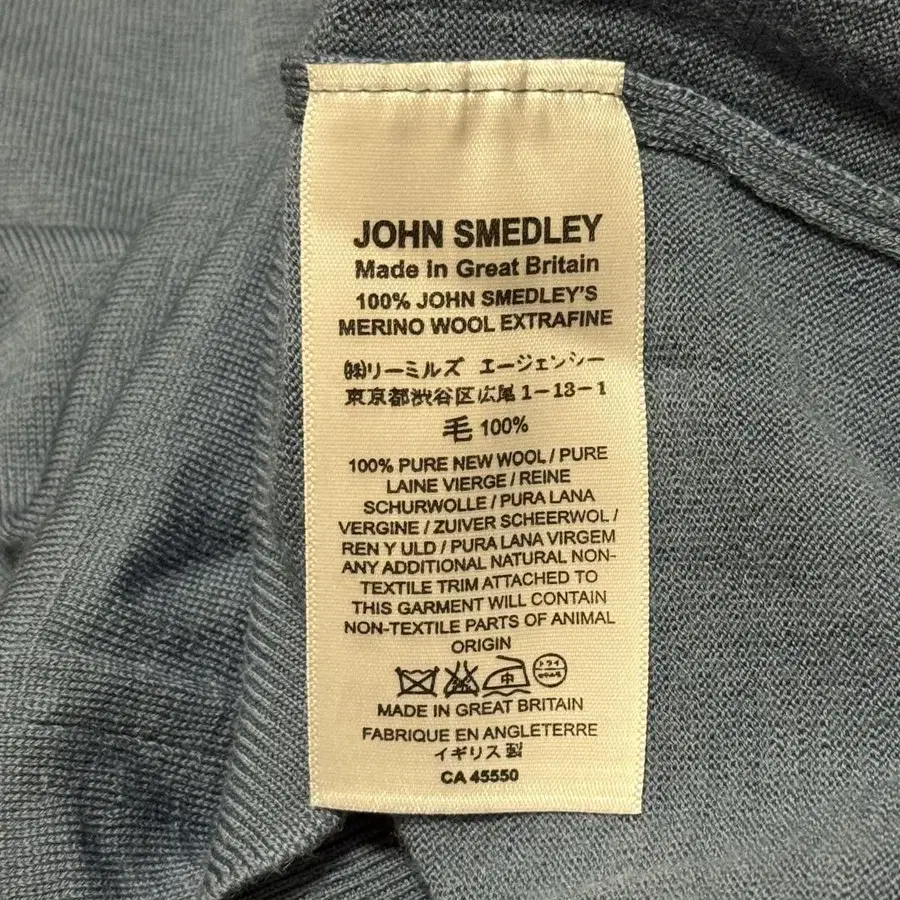 JOHN SMEDLEY
Made in Great Britain
100% JOHN SMEDLEY'S
MERINO WOOL EXTRAFINE
㈱リーミルズ エージェンシー
東京都渋谷区広尾1-13-1
毛 100%
100% PURE NEW WOOL / PURE
LAINE VIERGE / REINE
SCHURWOLLE / PURA LANA
VERGINE / ZUIVER SCHEERWOL /
REN Y ULD / PURA LANA VIRGEM
ANY ADDITIONAL NATURAL NON-
TEXTILE TRIM ATTACHED TO
THIS GARMENT WILL CONTAIN
NON-TEXTILE PARTS OF ANIMAL
ORIGIN
中 ドライ
MADE IN GREAT BRITAIN
FABRIQUE EN ANGLETERRE
イギリス製
CA 45550